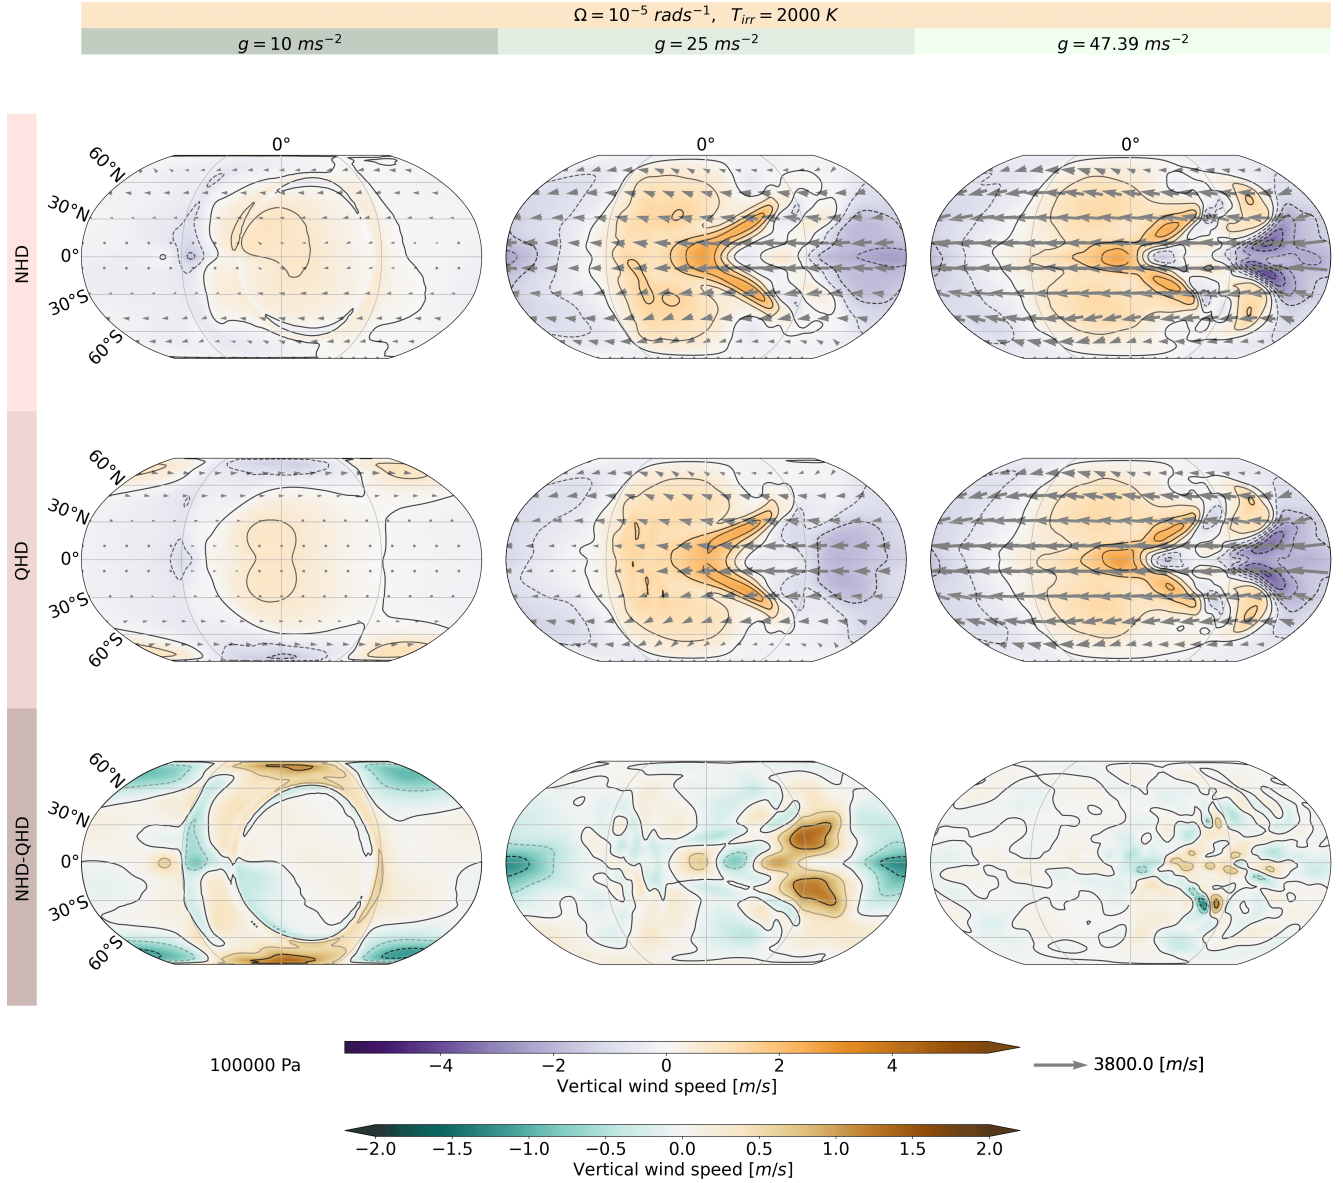 Ω = 10⁻⁵ rads⁻¹, T_irr = 2000 K
g = 10 ms⁻² g = 25 ms⁻² g = 47.39 ms⁻²
NHD
0° 0° 0°
60°N
30°N
0°
30°S
60°S
QHD
60°N
30°N
0°
30°S
60°S
NHD-QHD
60°N
30°N
0°
30°S
60°S
100000 Pa
−4 −2 0 2 4
Vertical wind speed [m/s]
3800.0 [m/s]
−2.0 −1.5 −1.0 −0.5 0.0 0.5 1.0 1.5 2.0
Vertical wind speed [m/s]